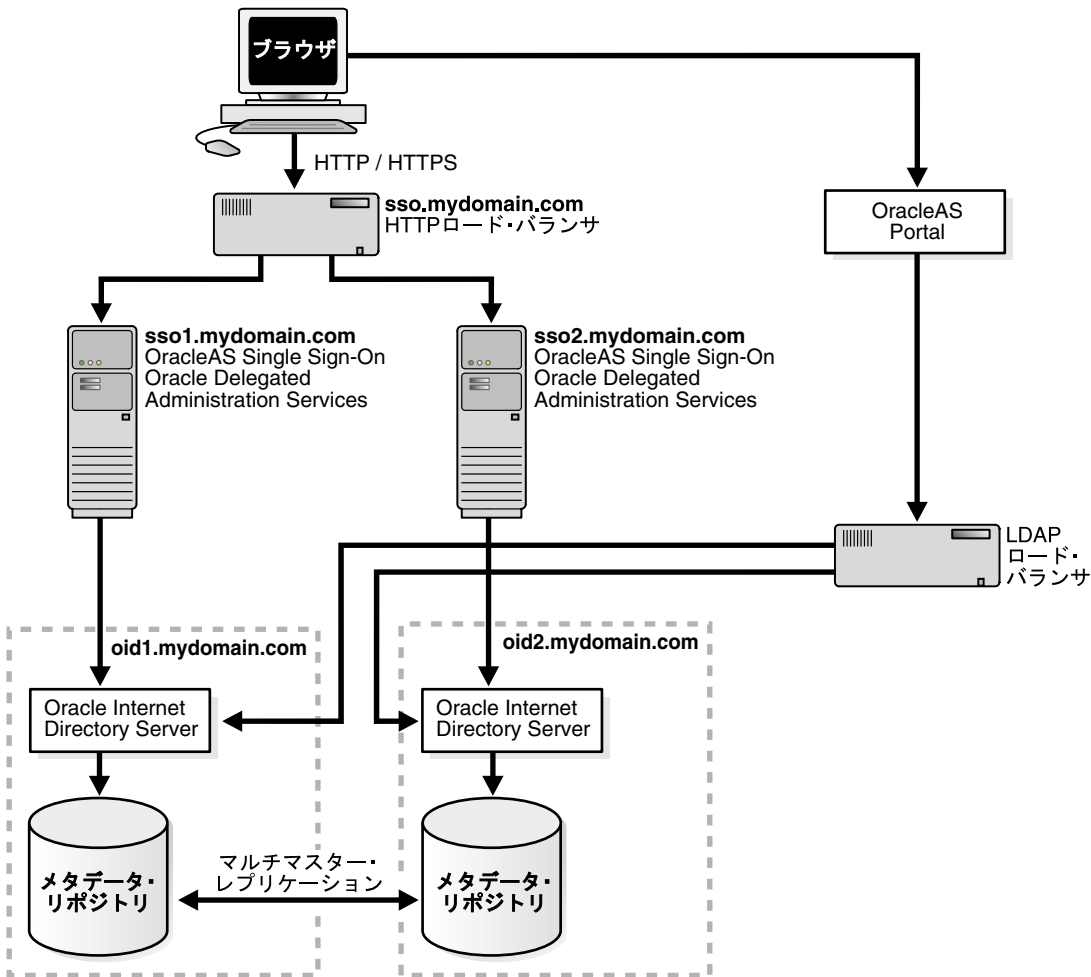 ブラウザ
HTTP / HTTPS
sso.mydomain.com
HTTPロード・バランサ
OracleAS
Portal
sso1.mydomain.com
OracleAS Single Sign-On
Oracle Delegated
Administration Services
sso2.mydomain.com
OracleAS Single Sign-On
Oracle Delegated
Administration Services
LDAP
ロード・
バランサ
oid1.mydomain.com
oid2.mydomain.com
Oracle Internet
Directory Server
Oracle Internet
Directory Server
メタデータ・
リポジトリ
マルチマスター・
レプリケーション
メタデータ・
リポジトリ